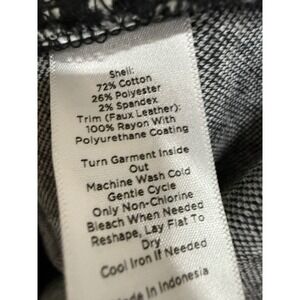 Shell:
72% Cotton
26% Polyester
2% Spandex
Trim (Faux Leather):
100% Rayon With
Polyurethane Coating
Turn Garment Inside
Out
Machine Wash Cold
Gentle Cycle
Only Non-Chlorine
Bleach When Needed
Reshape, Lay Flat To
Dry
Cool Iron If Needed
Made In Indonesia